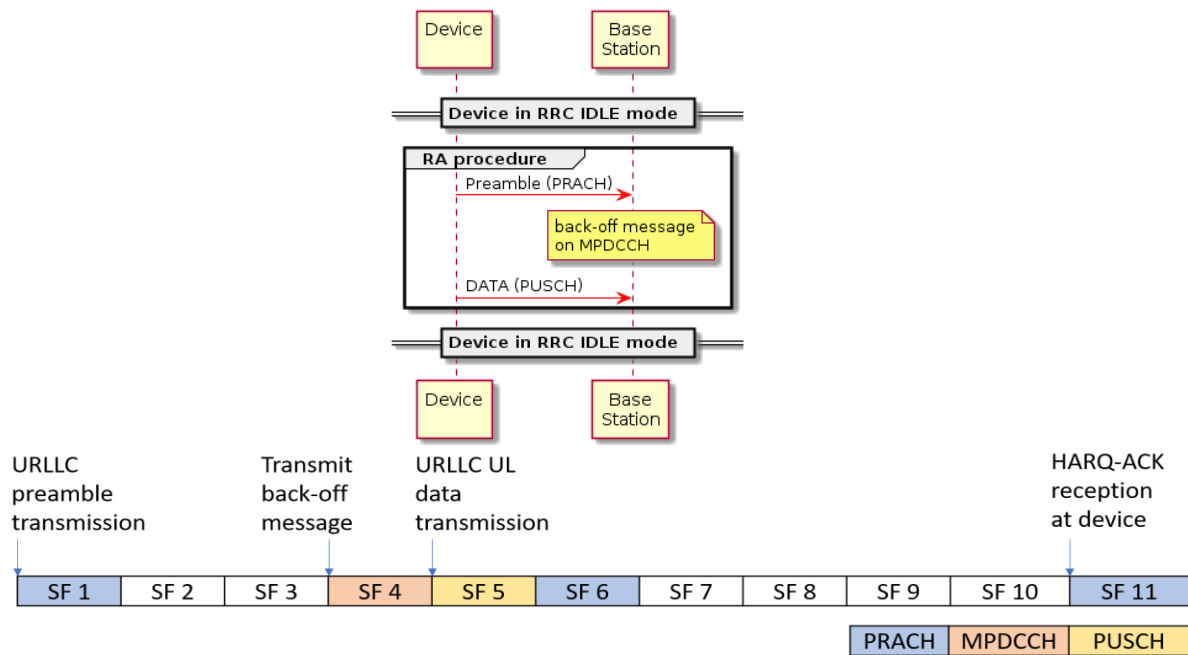 Device
Base
Station
Device in RRC IDLE mode
RA procedure
Preamble (PRACH)
back-off message
on MPDCCH
DATA (PUSCH)
Device in RRC IDLE mode
Device
Base
Station
URLLC
preamble
transmission
Transmit
back-off
message
URLLC UL
data
transmission
HARQ-ACK
reception
at device
SF 1 SF 2 SF 3 SF 4 SF 5 SF 6 SF 7 SF 8 SF 9 SF 10 SF 11
PRACH MPDCCH PUSCH